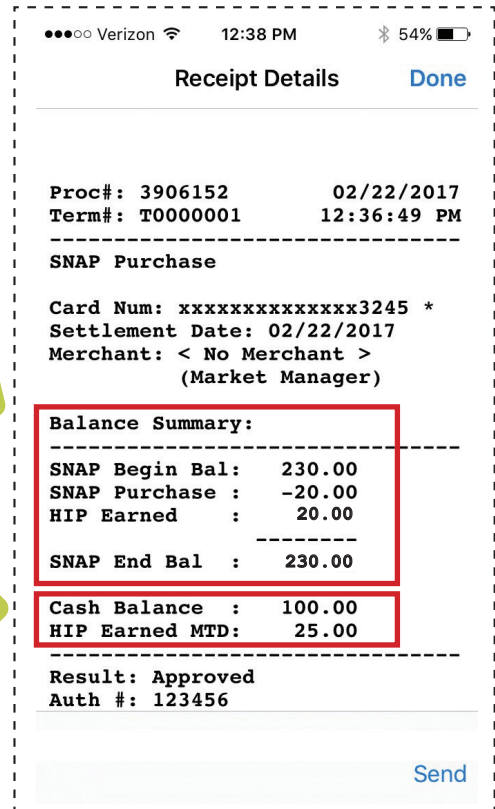 ●●●○○ Verizon 12:38 PM 54%
Receipt Details Done
Proc#: 3906152 02/22/2017
Term#: T0000001 12:36:49 PM
--------------------------------
SNAP Purchase
Card Num: xxxxxxxxxxxxxx3245 *
Settlement Date: 02/22/2017
Merchant: < No Merchant >
(Market Manager)
Balance Summary:
--------------------------------
SNAP Begin Bal: 230.00
SNAP Purchase : -20.00
HIP Earned : 20.00
--------
SNAP End Bal : 230.00
Cash Balance : 100.00
HIP Earned MTD: 25.00
--------------------------------
Result: Approved
Auth #: 123456
Send